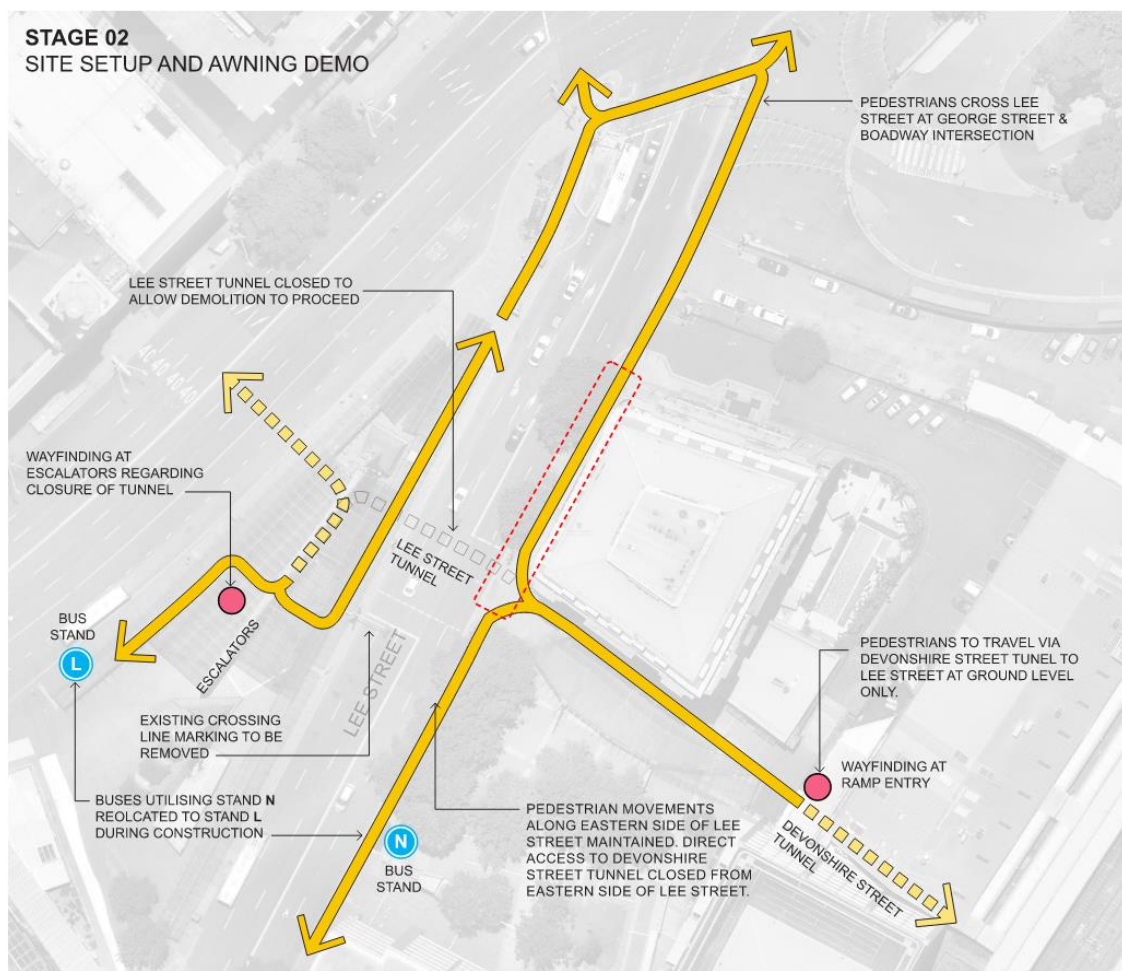 STAGE 02
SITE SETUP AND AWNING DEMO
PEDESTRIANS CROSS LEE
STREET AT GEORGE STREET &
BOADWAY INTERSECTION
LEE STREET TUNNEL CLOSED TO
ALLOW DEMOLITION TO PROCEED
40 40 40 40
WAYFINDING AT
ESCALATORS REGARDING
CLOSURE OF TUNNEL
LEE STREET
TUNNEL
BUS
STAND
L
ESCALATORS
LEE STREET
EXISTING CROSSING
LINE MARKING TO BE
REMOVED
PEDESTRIANS TO TRAVEL VIA
DEVONSHIRE STREET TUNEL TO
LEE STREET AT GROUND LEVEL
ONLY.
WAYFINDING AT
RAMP ENTRY
BUSES UTILISING STAND N
REOLCATED TO STAND L
DURING CONSTRUCTION
N
BUS
STAND
PEDESTRIAN MOVEMENTS
ALONG EASTERN SIDE OF LEE
STREET MAINTAINED. DIRECT
ACCESS TO DEVONSHIRE
STREET TUNNEL CLOSED FROM
EASTERN SIDE OF LEE STREET.
DEVONSHIRE STREET
TUNNEL